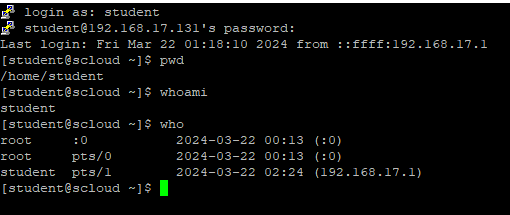 login as: student
student@192.168.17.131's password:
Last login: Fri Mar 22 01:18:10 2024 from ::ffff:192.168.17.1
[student@scloud ~]$ pwd
/home/student
[student@scloud ~]$ whoami
student
[student@scloud ~]$ who
root     :0           2024-03-22 00:13 (:0)
root     pts/0        2024-03-22 00:13 (:0)
student  pts/1        2024-03-22 02:24 (192.168.17.1)
[student@scloud ~]$